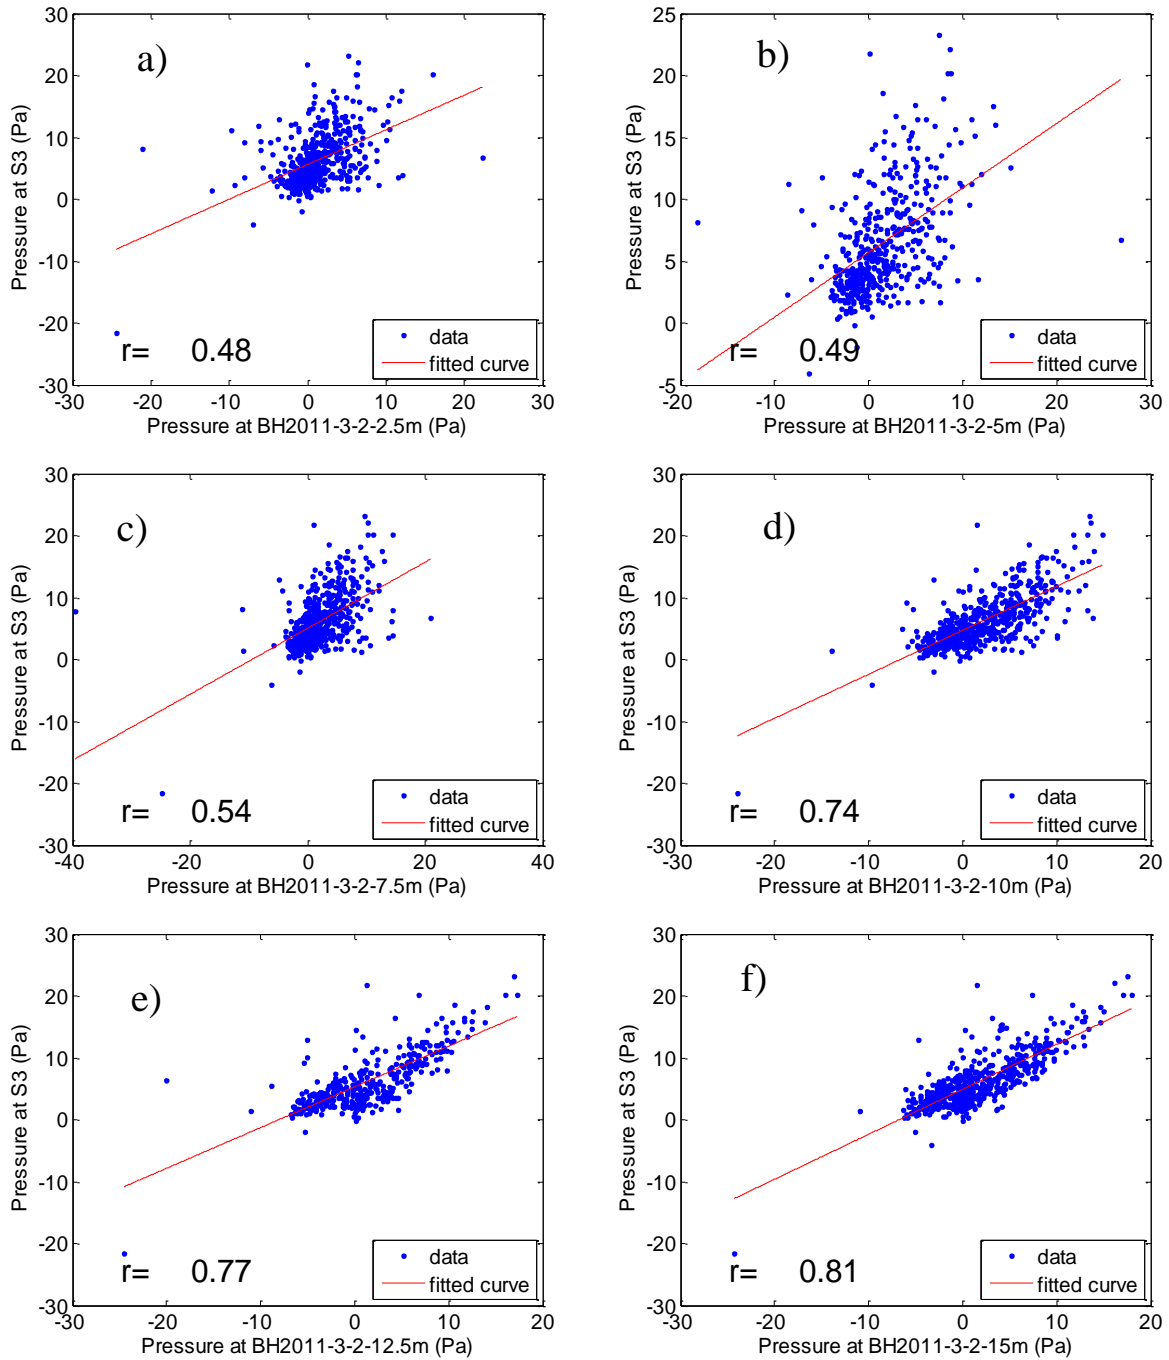 30
20
10
0
-10
-20
-30
-30
-20
-10
0
10
20
30
Pressure at S3 (Pa)
Pressure at BH2011-3-2-2.5m (Pa)
a)
r= 0.48
data
fitted curve
25
20
15
10
5
0
-5
-20
-10
0
10
20
30
Pressure at S3 (Pa)
Pressure at BH2011-3-2-5m (Pa)
b)
r= 0.49
data
fitted curve
30
20
10
0
-10
-20
-30
-40
-20
0
20
40
Pressure at S3 (Pa)
Pressure at BH2011-3-2-7.5m (Pa)
c)
r= 0.54
data
fitted curve
30
20
10
0
-10
-20
-30
-30
-20
-10
0
10
20
Pressure at S3 (Pa)
Pressure at BH2011-3-2-10m (Pa)
d)
r= 0.74
data
fitted curve
30
20
10
0
-10
-20
-30
-30
-20
-10
0
10
20
Pressure at S3 (Pa)
Pressure at BH2011-3-2-12.5m (Pa)
e)
r= 0.77
data
fitted curve
30
20
10
0
-10
-20
-30
-30
-20
-10
0
10
20
Pressure at S3 (Pa)
Pressure at BH2011-3-2-15m (Pa)
f)
r= 0.81
data
fitted curve